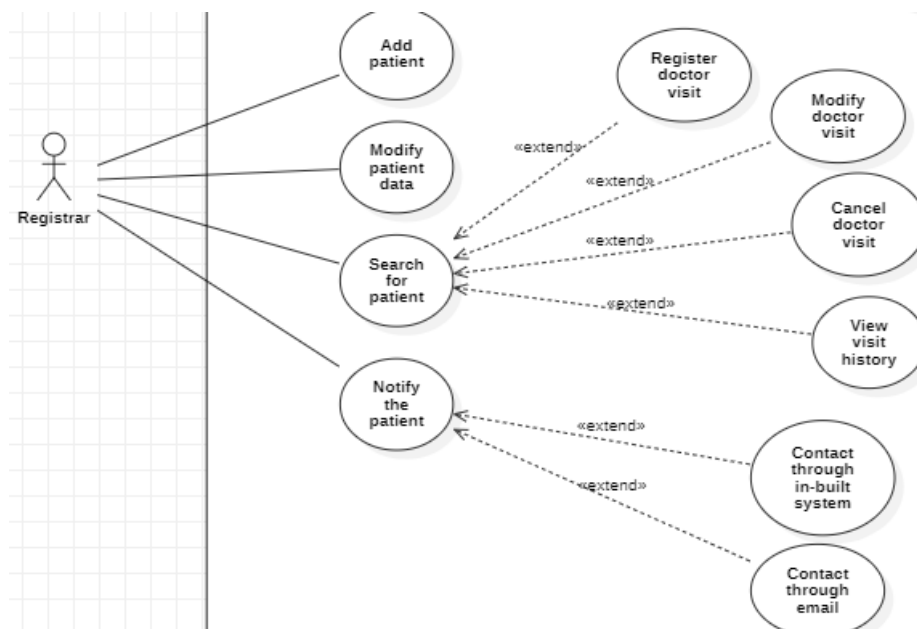 Add
patient
Register
doctor
visit
Modify
doctor
visit
«extend»
Modify
patient
data
«extend»
Registrar
Cancel
doctor
visit
«extend»
Search
for
patient
«extend»
View
visit
history
Notify
the
patient
«extend»
Contact
through
in-built
system
«extend»
Contact
through
email